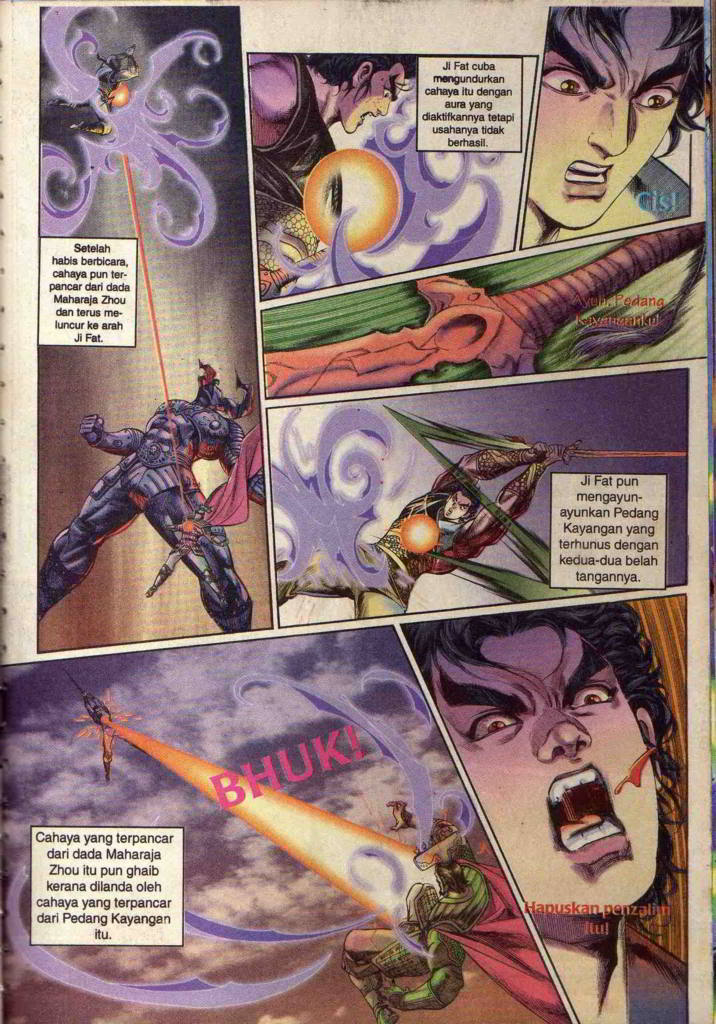 Setelah
habis berbicara,
cahaya pun ter-
pancar dari dada
Maharaja Zhou
dan terus me-
luncur ke arah
Ji Fat.
Ji Fat cuba
mengundurkan
cahaya itu dengan
aura yang
diaktifkannya tetapi
usahanya tidak
berhasil.
Cis!
Ayuh, Pedang
Kayanganku!
Ji Fat pun
mengayun-
ayunkan Pedang
Kayangan yang
terhunus dengan
kedua-dua belah
tangannya.
BHUK!
Cahaya yang terpancar
dari dada Maharaja
Zhou itu pun ghaib
kerana dilanda oleh
cahaya yang terpancar
dari Pedang Kayangan
itu.
Hapuskan penzalim
itu!